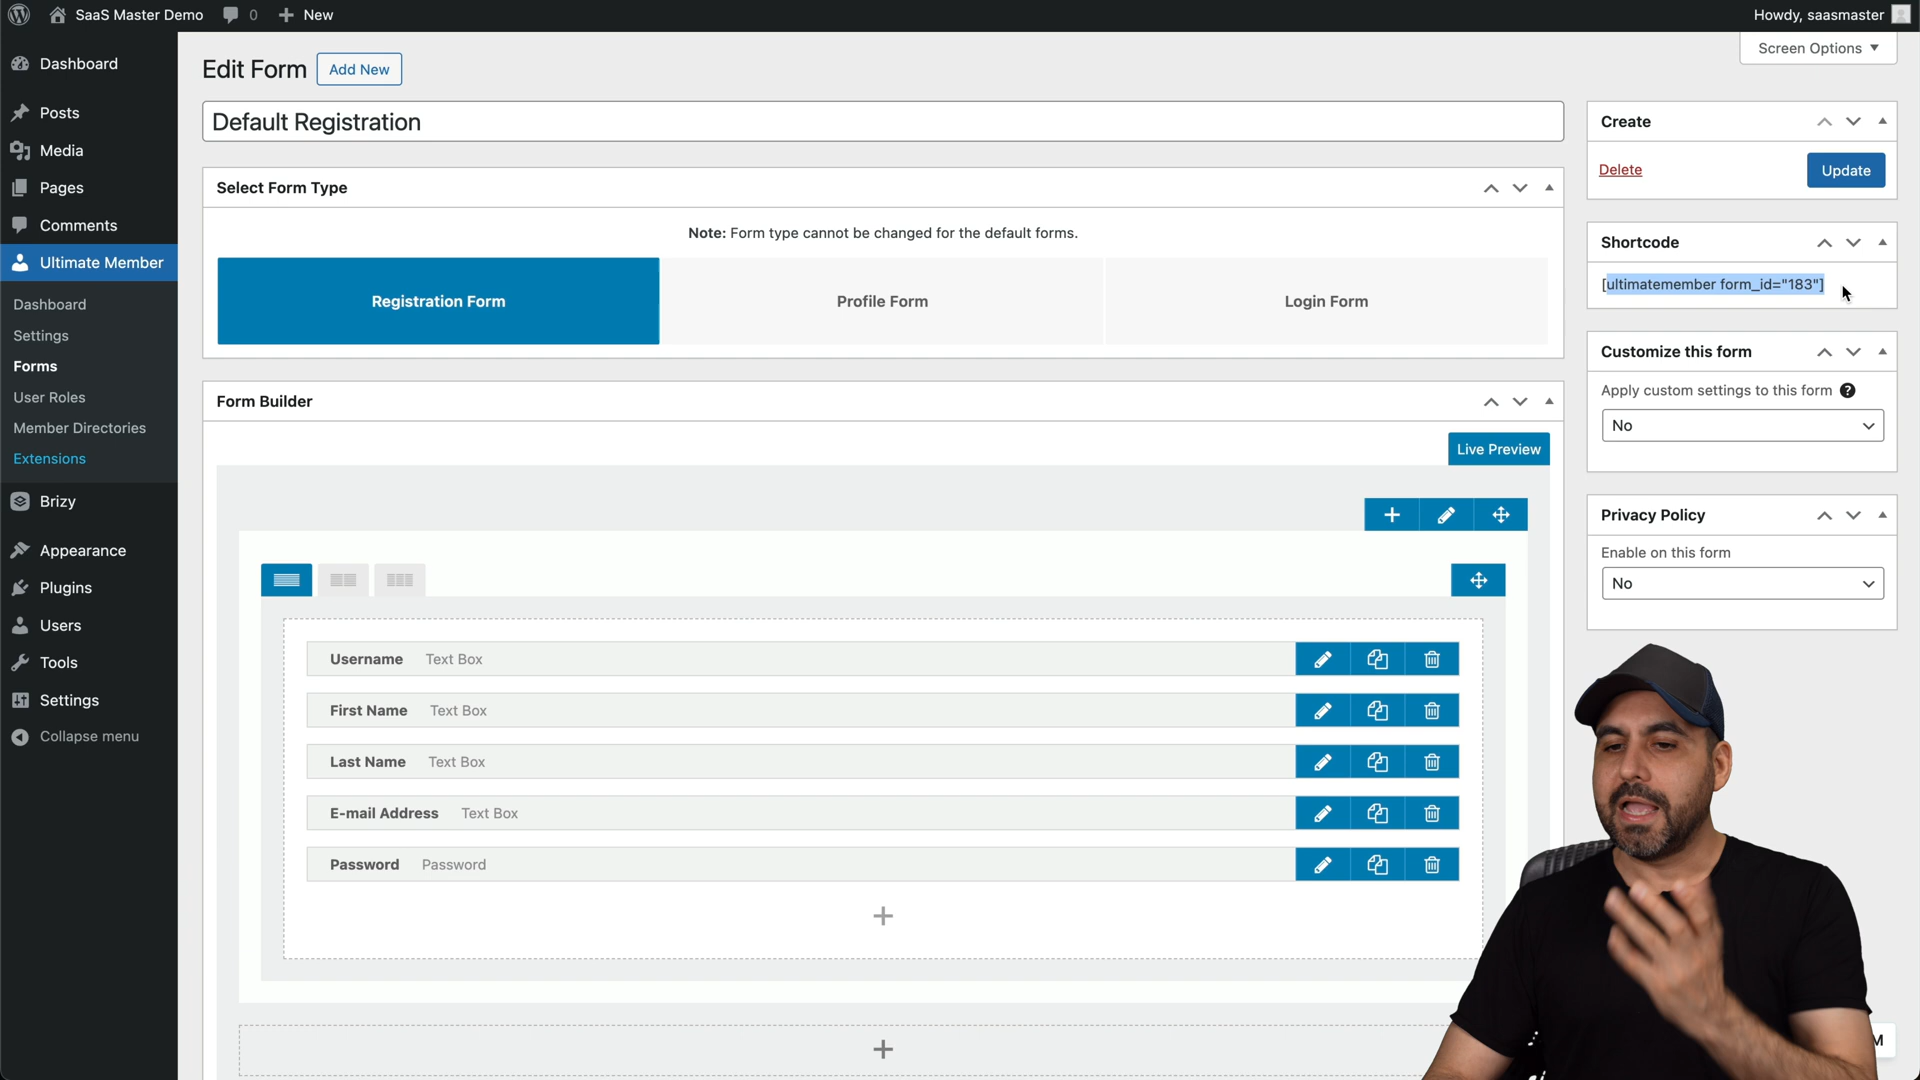 SaaS Master Demo
0
New
Howdy, saasmaster
Screen Options
Dashboard
Posts
Media
Pages
Comments
Ultimate Member
Dashboard
Settings
Forms
User Roles
Member Directories
Extensions
Brizy
Appearance
Plugins
Users
Tools
Settings
Collapse menu
Edit Form
Add New
Default Registration
Select Form Type
Note: Form type cannot be changed for the default forms.
Registration Form
Profile Form
Login Form
Form Builder
Live Preview
Username Text Box
First Name Text Box
Last Name Text Box
E-mail Address Text Box
Password Password
Create
Delete
Update
Shortcode
[ultimatemember form_id="183"]
Customize this form
Apply custom settings to this form ?
No
Privacy Policy
Enable on this form
No
M